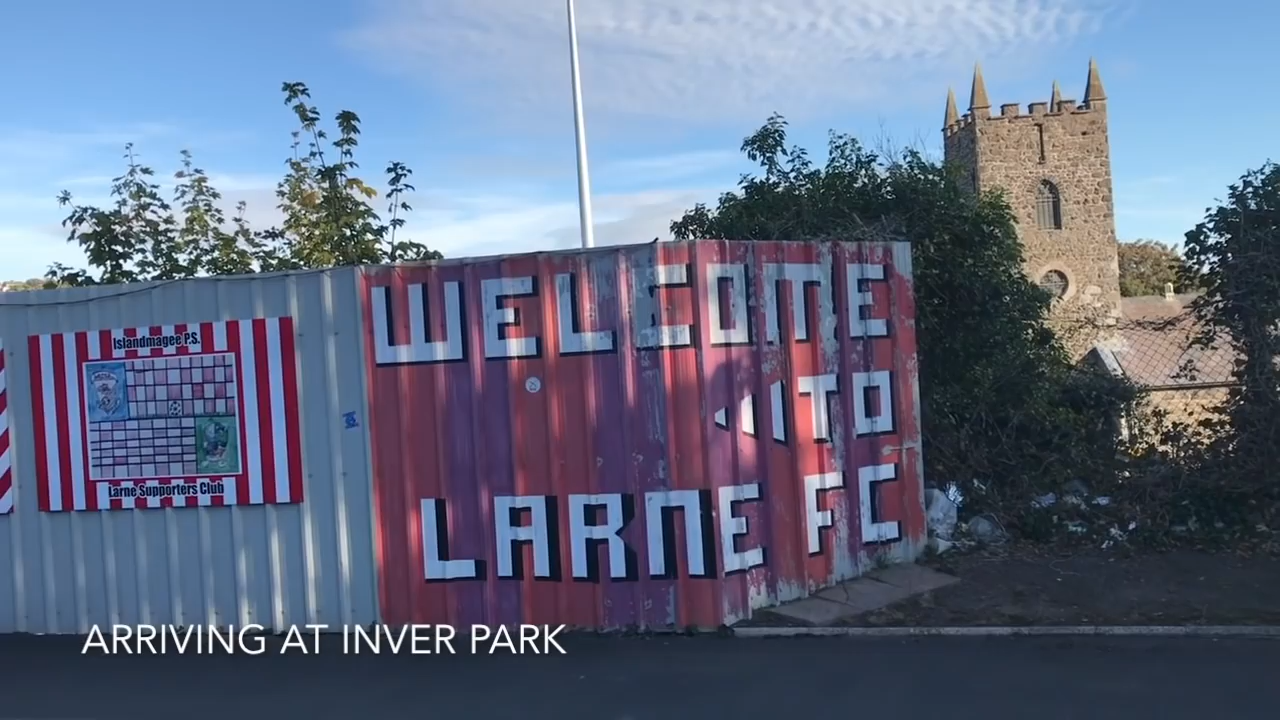 Islandmagee P.S.
Larne Supporters Club
WELCOME
TO
LARNE FC
ARRIVING AT INVER PARK